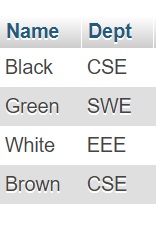 Name Dept
Black CSE
Green SWE
White EEE
Brown CSE